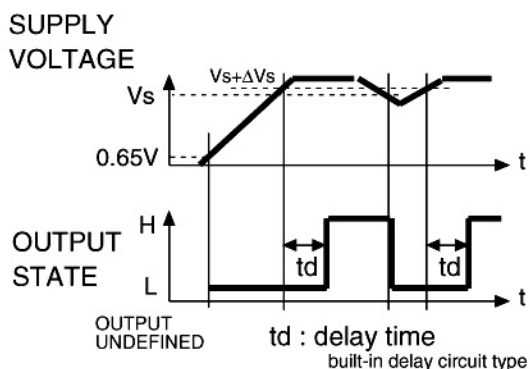 SUPPLY
VOLTAGE
Vs+ΔVs
Vs
0.65V
t
H
OUTPUT
STATE
td
td
L
t
OUTPUT
UNDEFINED
td : delay time
built-in delay circuit type